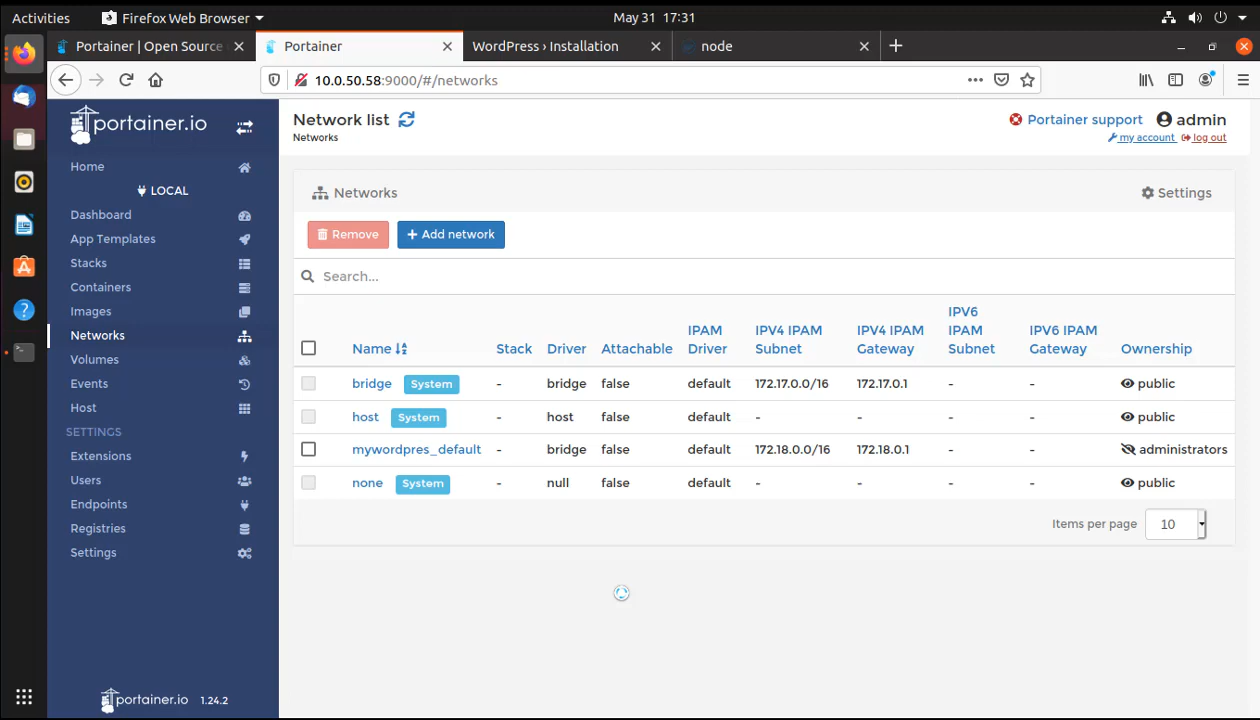 Activities
Firefox Web Browser
May 31 17:31
Portainer | Open Source
Portainer
WordPress › Installation
node
10.0.50.58:9000/#/networks
portainer.io
Home
LOCAL
Dashboard
App Templates
Stacks
Containers
Images
Networks
Volumes
Events
Host
SETTINGS
Extensions
Users
Endpoints
Registries
Settings
portainer.io 1.24.2
Network list
Networks
Portainer support
admin
my account
log out
Networks
Settings
Remove
+ Add network
Search...
Name Stack Driver Attachable IPAM Driver IPV4 IPAM Subnet IPV4 IPAM Gateway IPV6 IPAM Subnet IPV6 IPAM Gateway Ownership
bridge System - bridge false default 172.17.0.0/16 172.17.0.1 - - public
host System - host false default - - - - public
mywordpres_default - bridge false default 172.18.0.0/16 172.18.0.1 - - administrators
none System - null false default - - - - public
Items per page 10